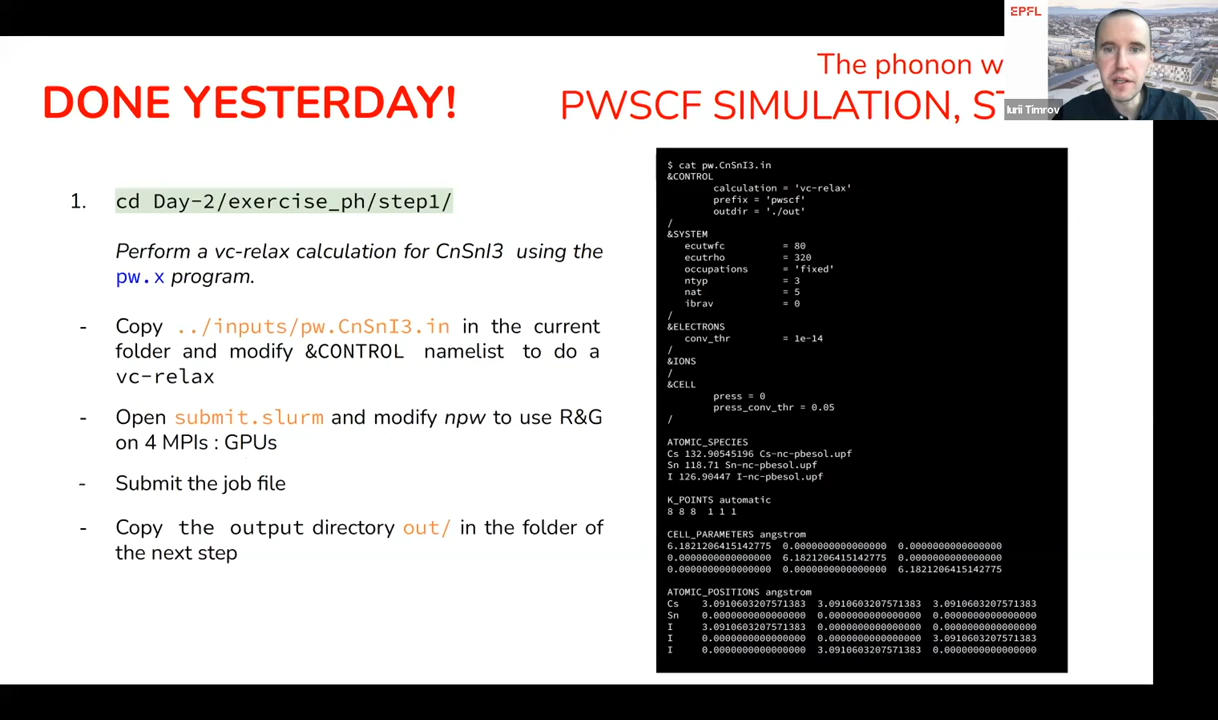 EPFL
Iurii Timrov
The phonon w
DONE YESTERDAY!
PWSCF SIMULATION, ST
1. cd Day-2/exercise_ph/step1/
Perform a vc-relax calculation for CnSnI3 using the
pw.x program.
- Copy ../inputs/pw.CnSnI3.in in the current
folder and modify &CONTROL namelist to do a
vc-relax
- Open submit.slurm and modify npw to use R&G
on 4 MPIs : GPUs
- Submit the job file
- Copy the output directory out/ in the folder of
the next step
$ cat pw.CnSnI3.in
&CONTROL
calculation = 'vc-relax'
prefix = 'pwscf'
outdir = './out'
/
&SYSTEM
ecutwfc = 80
ecutrho = 320
occupations = 'fixed'
ntyp = 3
nat = 5
ibrav = 0
/
&ELECTRONS
conv_thr = 1e-14
/
&IONS
/
&CELL
press = 0
press_conv_thr = 0.05
/
ATOMIC_SPECIES
Cs 132.90545196 Cs-nc-pbesol.upf
Sn 118.71 Sn-nc-pbesol.upf
I 126.90447 I-nc-pbesol.upf
K_POINTS automatic
8 8 8 1 1 1
CELL_PARAMETERS angstrom
6.1821206415142775 0.0000000000000000 0.0000000000000000
0.0000000000000000 6.1821206415142775 0.0000000000000000
0.0000000000000000 0.0000000000000000 6.1821206415142775
ATOMIC_POSITIONS angstrom
Cs 3.0910603207571383 3.0910603207571383 3.0910603207571383
Sn 0.0000000000000000 0.0000000000000000 0.0000000000000000
I 3.0910603207571383 0.0000000000000000 0.0000000000000000
I 0.0000000000000000 0.0000000000000000 3.0910603207571383
I 0.0000000000000000 3.0910603207571383 0.0000000000000000